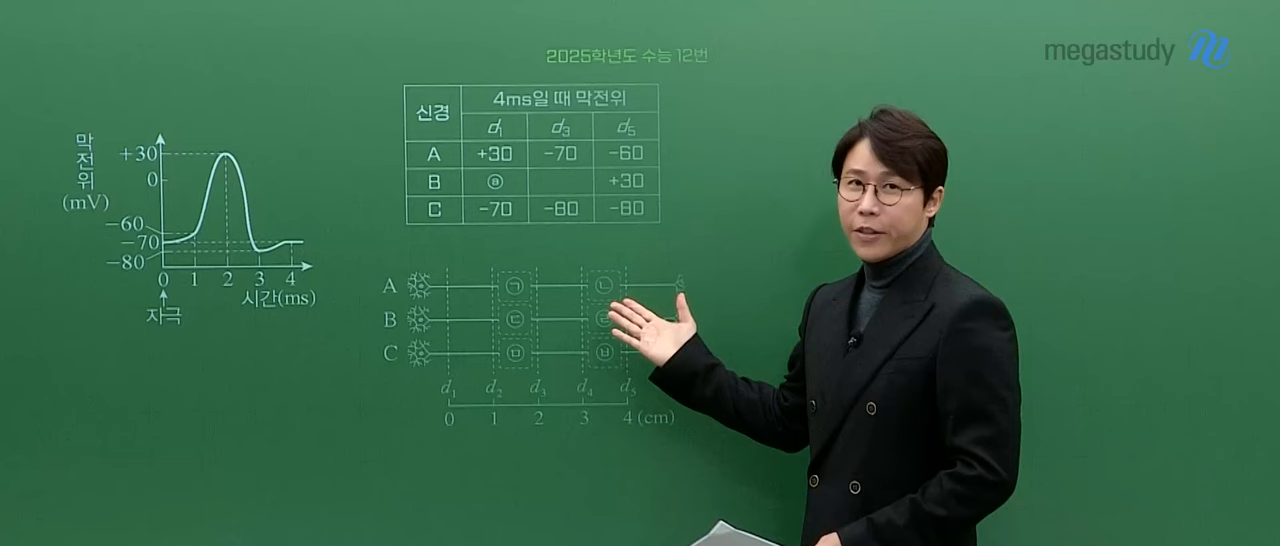 megastudy
2025학년도 수능 12번
신경 4ms일 때 막전위
d₁ d₃ d₅
A +30 -70 -60
B ⓐ +30
C -70 -80 -80
막전위
(mV)
+30
0
-60
-70
-80
0 1 2 3 4
시간(ms)
자극
A ㉠ ㉡
B ㉢
C ㉤ ㉥
d₁ d₂ d₃ d₄ d₅
0 1 2 3 4 (cm)